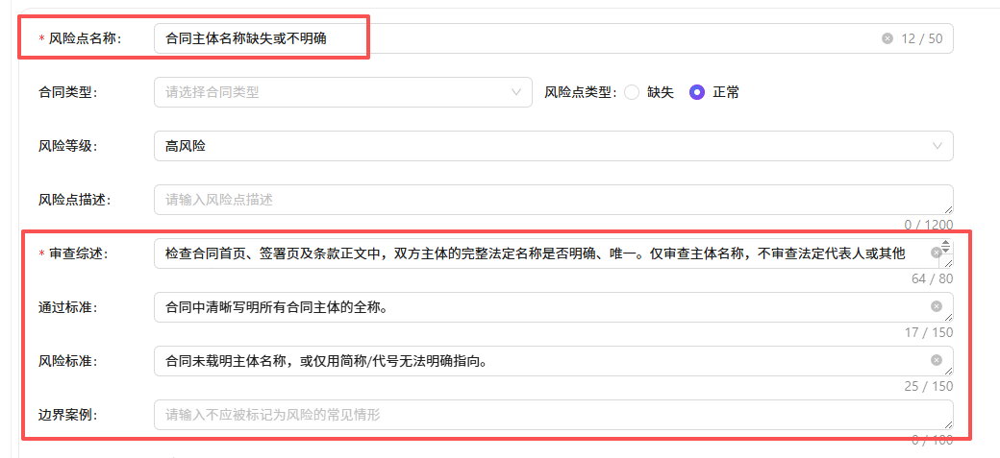 * 风险点名称： 合同主体名称缺失或不明确 12 / 50
合同类型： 请选择合同类型 风险点类型： 缺失 正常
风险等级： 高风险
风险点描述： 请输入风险点描述
0 / 1200
* 审查综述： 检查合同首页、签署页及条款正文中，双方主体的完整法定名称是否明确、唯一。仅审查主体名称，不审查法定代表人或其他
64 / 80
通过标准： 合同中清晰写明所有合同主体的全称。
17 / 150
风险标准： 合同未载明主体名称，或仅用简称/代号无法明确指向。
25 / 150
边界案例： 请输入不应被标记为风险的常见情形
0 / 100